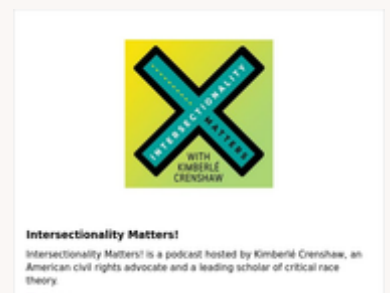 INTERSECTIONALITY
MATTERS
WITH
KIMBERLÉ
CRENSHAW
Intersectionality Matters!
Intersectionality Matters! is a podcast hosted by Kimberlé Crenshaw, an
American civil rights advocate and a leading scholar of critical race
theory.